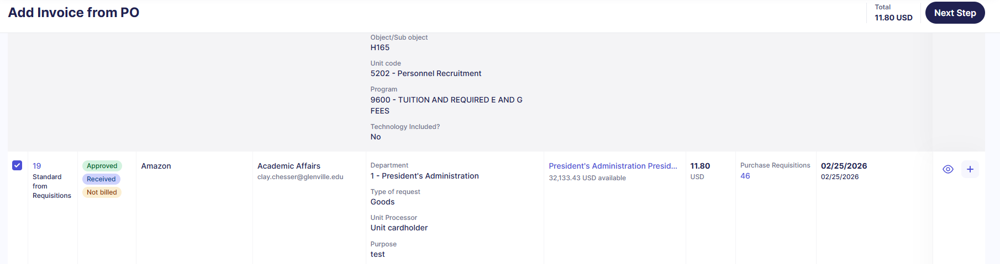 Add Invoice from PO
Total
11.80 USD
Next Step
Object/Sub object
H165
Unit code
5202 - Personnel Recruitment
Program
9600 - TUITION AND REQUIRED E AND G
FEES
Technology Included?
No
19
Standard
from
Requisitions
Approved
Received
Not billed
Amazon
Academic Affairs
clay.chesser@glenville.edu
Department
1 - President's Administration
Type of request
Goods
Unit Processor
Unit cardholder
Purpose
test
President's Administration Presid...
32,133.43 USD available
11.80
USD
Purchase Requisitions
46
02/25/2026
02/25/2026